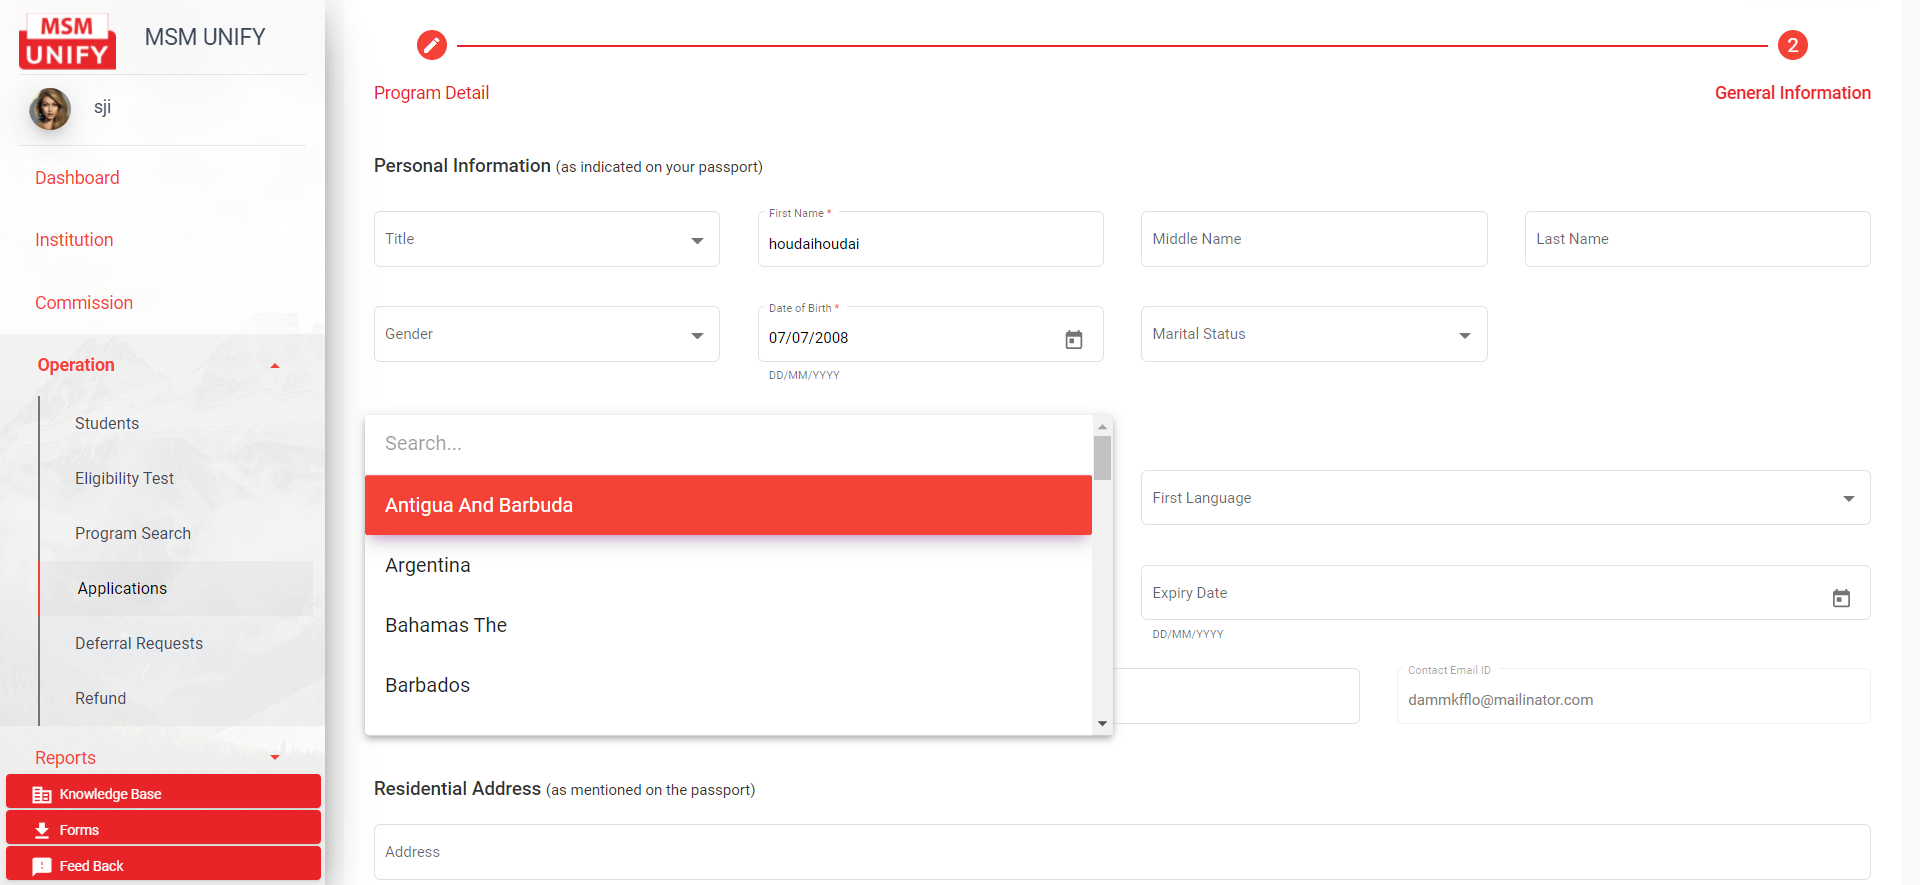 MSM
UNIFY
MSM UNIFY
sji
Dashboard
Institution
Commission
Operation
Students
Eligibility Test
Program Search
Applications
Deferral Requests
Refund
Reports
Knowledge Base
Forms
Feed Back
2
Program Detail
General Information
Personal Information (as indicated on your passport)
Title
First Name *
houdaihoudai
Middle Name
Last Name
Gender
Date of Birth *
07/07/2008
DD/MM/YYYY
Marital Status
Search...
Antigua And Barbuda
Argentina
Bahamas The
Barbados
First Language
Expiry Date
DD/MM/YYYY
Contact Email ID
dammkfflo@mailinator.com
Residential Address (as mentioned on the passport)
Address